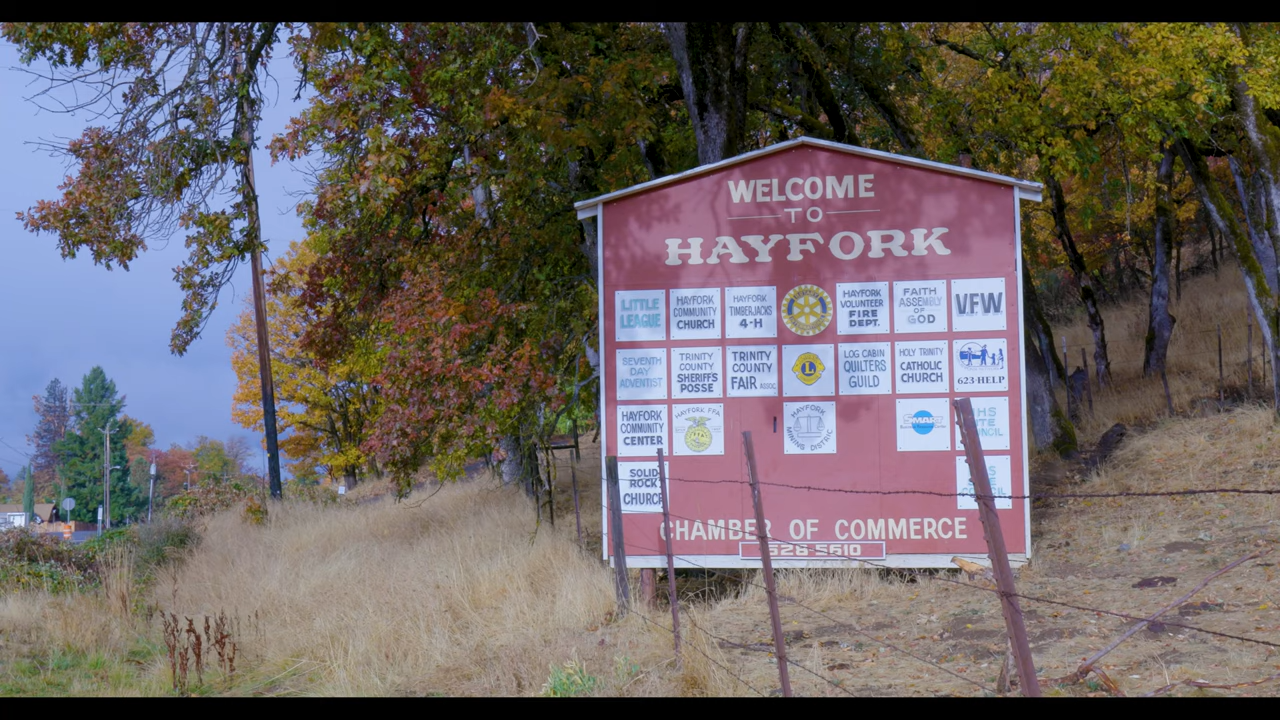 WELCOME
TO
HAYFORK
LITTLE
LEAGUE
HAYFORK
COMMUNITY
CHURCH
HAYFORK
TIMBERJACKS
4-H
HAYFORK
VOLUNTEER
FIRE
DEPT.
FAITH
ASSEMBLY
OF
GOD
VFW
SEVENTH
DAY
ADVENTIST
TRINITY
COUNTY
SHERIFFS
POSSE
TRINITY
COUNTY
FAIR ASSOC.
L
LOG CABIN
QUILTERS
GUILD
HOLY TRINITY
CATHOLIC
CHURCH
623-HELP
HAYFORK
COMMUNITY
CENTER
HAYFORK FFA
HAYFORK
MINING DISTRICT
SMART
HS
CIL
SOLID
ROCK
CHURCH
CHAMBER OF COMMERCE
628-5610